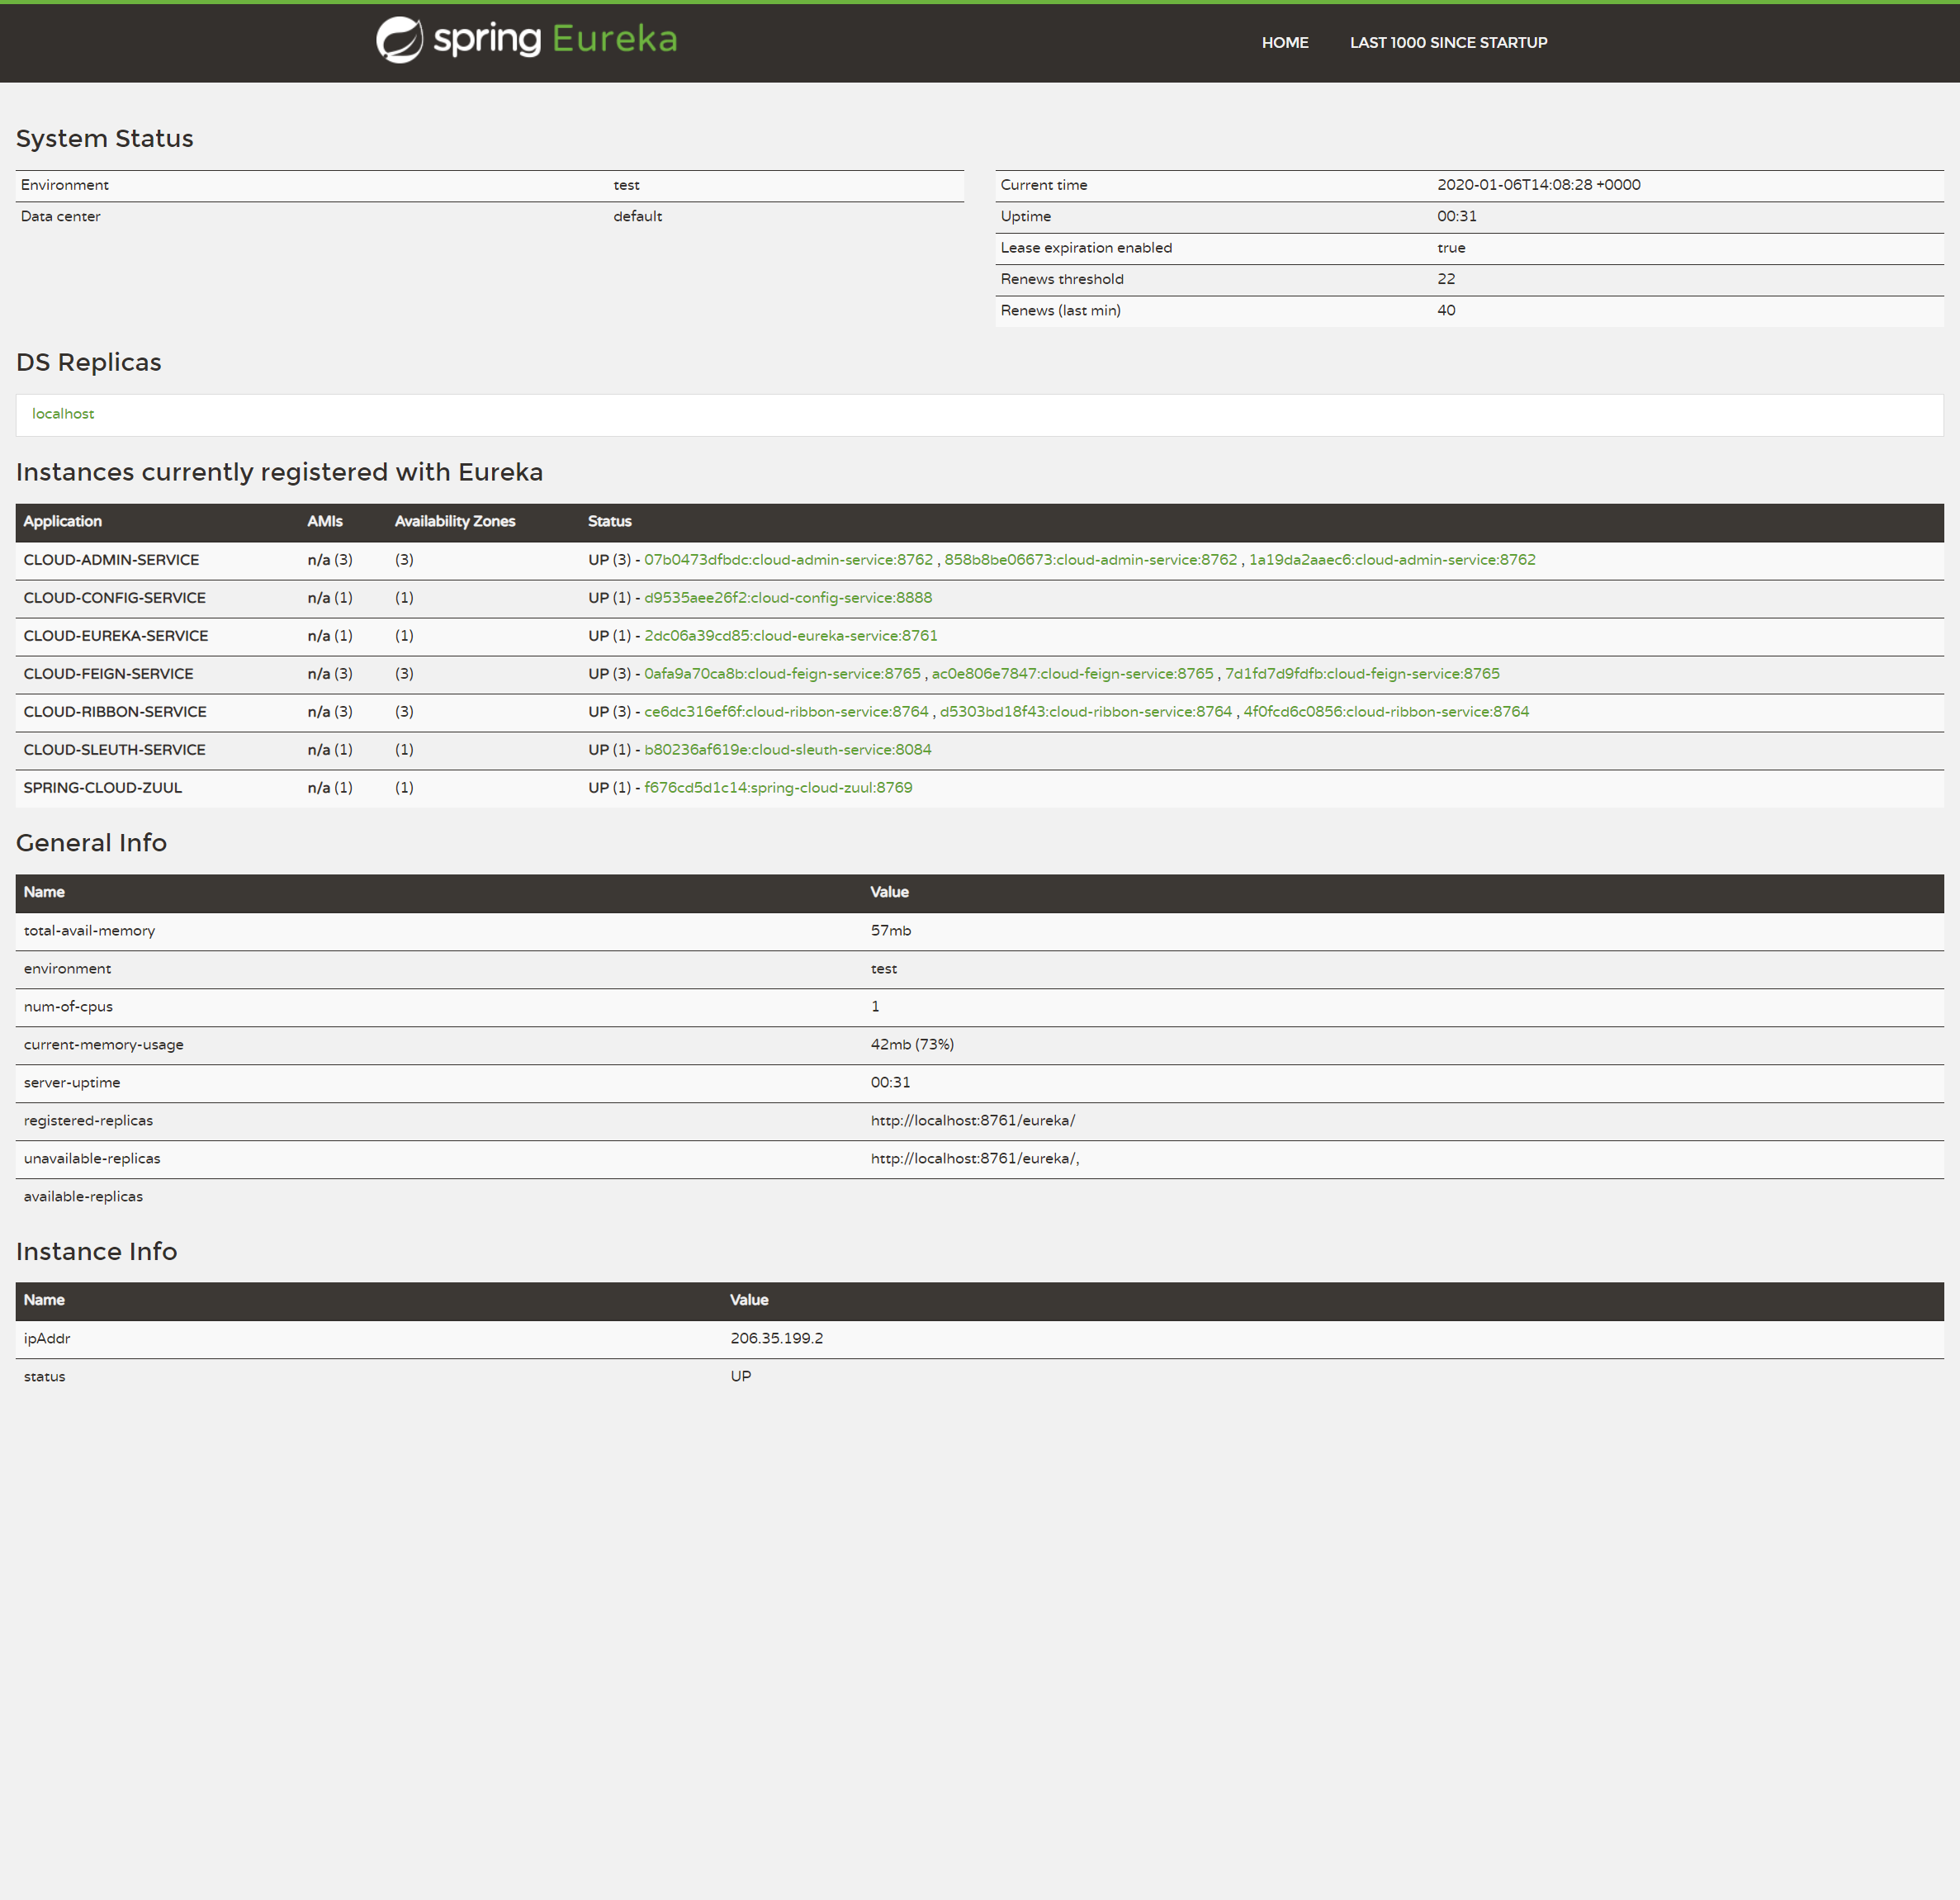 spring Eureka
HOME LAST 1000 SINCE STARTUP
System Status
Environment test
Data center default
Current time 2020-01-06T14:08:28 +0000
Uptime 00:31
Lease expiration enabled true
Renews threshold 22
Renews (last min) 40
DS Replicas
localhost
Instances currently registered with Eureka
Application AMIs Availability Zones Status
CLOUD-ADMIN-SERVICE n/a (3) (3) UP (3) - 07b0473dfbdc:cloud-admin-service:8762 , 858b8be06673:cloud-admin-service:8762 , 1a19da2aaec6:cloud-admin-service:8762
CLOUD-CONFIG-SERVICE n/a (1) (1) UP (1) - d9535aee26f2:cloud-config-service:8888
CLOUD-EUREKA-SERVICE n/a (1) (1) UP (1) - 2dc06a39cd85:cloud-eureka-service:8761
CLOUD-FEIGN-SERVICE n/a (3) (3) UP (3) - 0afa9a70ca8b:cloud-feign-service:8765 , ac0e806e7847:cloud-feign-service:8765 , 7d1fd7d9fdfb:cloud-feign-service:8765
CLOUD-RIBBON-SERVICE n/a (3) (3) UP (3) - ce6dc316ef6f:cloud-ribbon-service:8764 , d5303bd18f43:cloud-ribbon-service:8764 , 4f0fcd6c0856:cloud-ribbon-service:8764
CLOUD-SLEUTH-SERVICE n/a (1) (1) UP (1) - b80236af619e:cloud-sleuth-service:8084
SPRING-CLOUD-ZUUL n/a (1) (1) UP (1) - f676cd5d1c14:spring-cloud-zuul:8769
General Info
Name Value
total-avail-memory 57mb
environment test
num-of-cpus 1
current-memory-usage 42mb (73%)
server-uptime 00:31
registered-replicas http://localhost:8761/eureka/
unavailable-replicas http://localhost:8761/eureka/,
available-replicas
Instance Info
Name Value
ipAddr 206.35.199.2
status UP